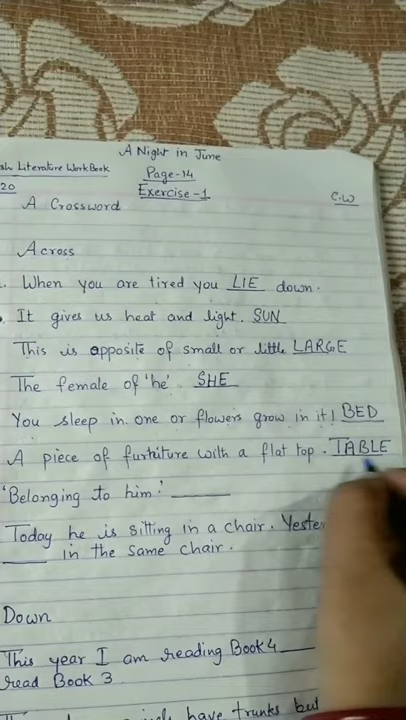 A Night in June
Literature Work Book
Page-14
20
Exercise-1
A Crossword
C.W
Across
When you are tired you LIE down.
It gives us heat and light. SUN
This is opposite of small or little LARGE
The female of 'he'. SHE
You sleep in one or flowers grow in it! BED
A piece of furniture with a flat top. TABLE
'Belonging to him.' ______
Today he is sitting in a chair.
____ in the same chair.
Down
This year I am reading Book 4____
read Book 3
have trunks but